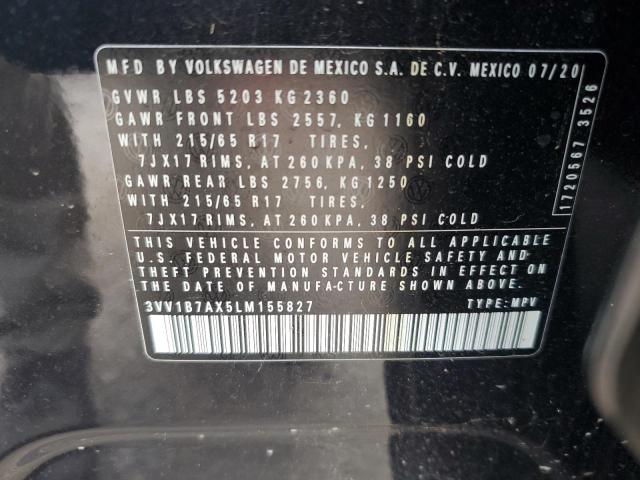 MFD BY VOLKSWAGEN DE MEXICO S.A. DE C.V. MEXICO 07/20
GVWR LBS 5203 KG 2360
GAWR FRONT LBS 2557, KG 1160
WITH 215/65 R17 TIRES,
7JX17 RIMS, AT 260 KPA, 38 PSI COLD
GAWR REAR LBS 2756, KG 1250
WITH 215/65 R17 TIRES,
7JX17 RIMS, AT 260 KPA, 38 PSI COLD
THIS VEHICLE CONFORMS TO ALL APPLICABLE
U.S. FEDERAL MOTOR VEHICLE SAFETY AND
THEFT PREVENTION STANDARDS IN EFFECT ON
THE DATE OF MANUFACTURE SHOWN ABOVE.
3VV1B7AX5LM155827 TYPE: MPV
1720567 3526